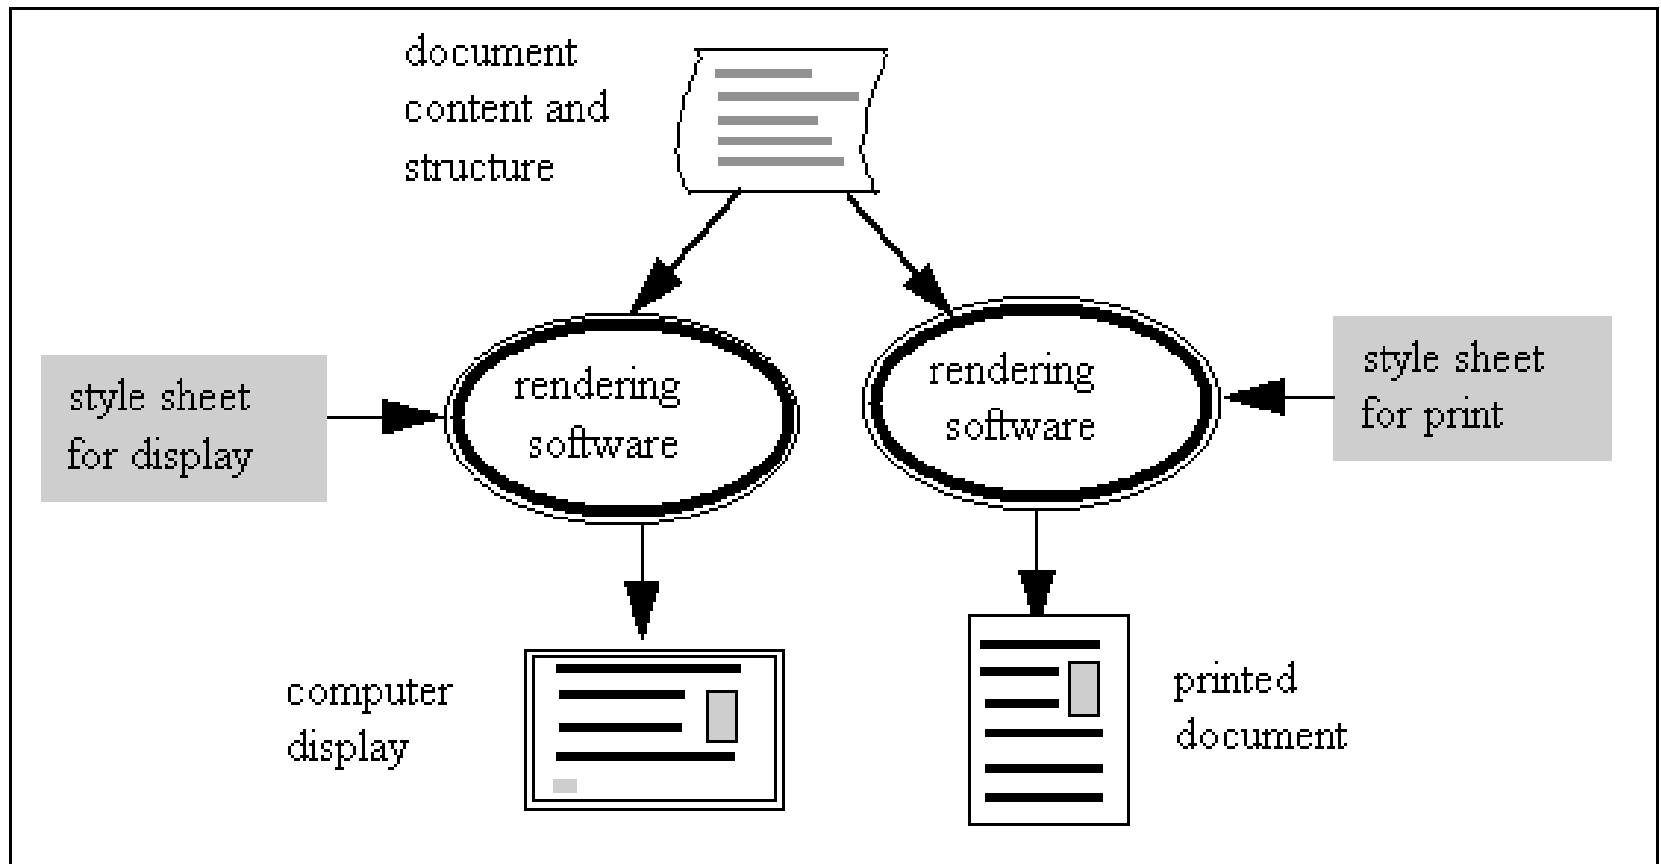 document
content and
structure
style sheet
for display
rendering
software
rendering
software
style sheet
for print
computer
display
printed
document